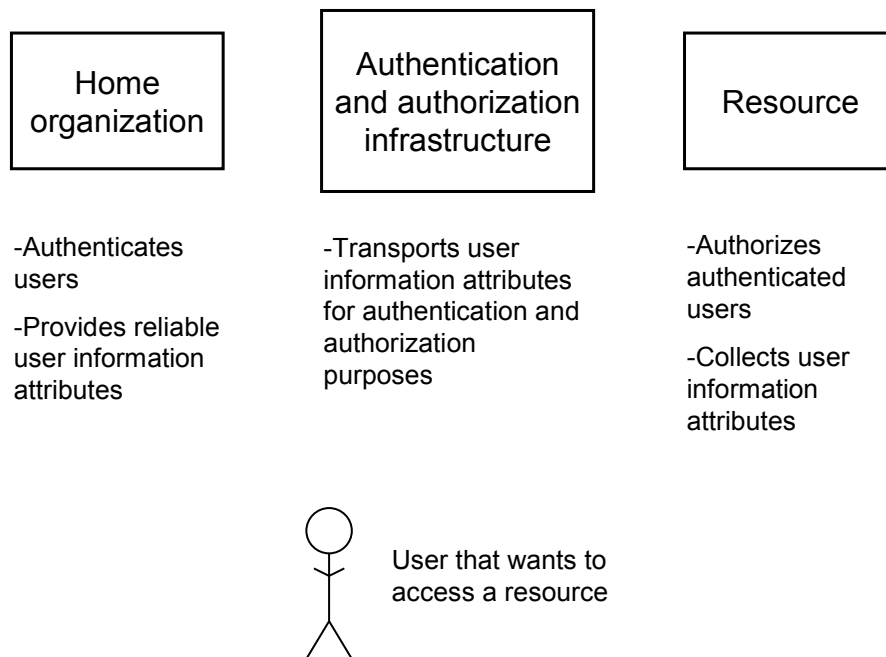 Home
organization
Authentication
and authorization
infrastructure
Resource
-Authenticates
users
-Provides reliable
user information
attributes
-Transports user
information attributes
for authentication and
authorization
purposes
-Authorizes
authenticated
users
-Collects user
information
attributes
User that wants to
access a resource